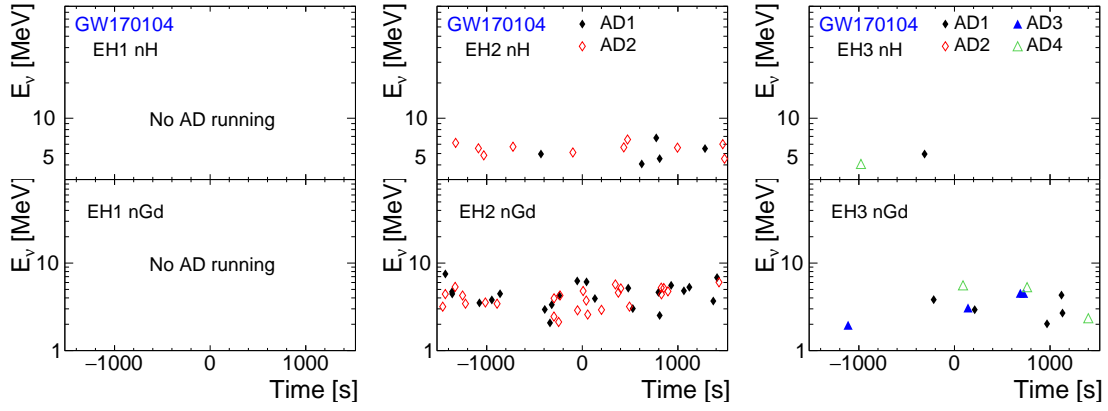 GW170104
EH1 nH
No AD running
E_ν [MeV]
10
5
EH1 nGd
No AD running
E_ν [MeV]
10
1
−1000 0 1000
Time [s]
GW170104
EH2 nH
AD1
AD2
E_ν [MeV]
10
5
EH2 nGd
E_ν [MeV]
10
1
−1000 0 1000
Time [s]
GW170104
EH3 nH
AD1 AD3
AD2 AD4
E_ν [MeV]
10
5
EH3 nGd
E_ν [MeV]
10
1
−1000 0 1000
Time [s]